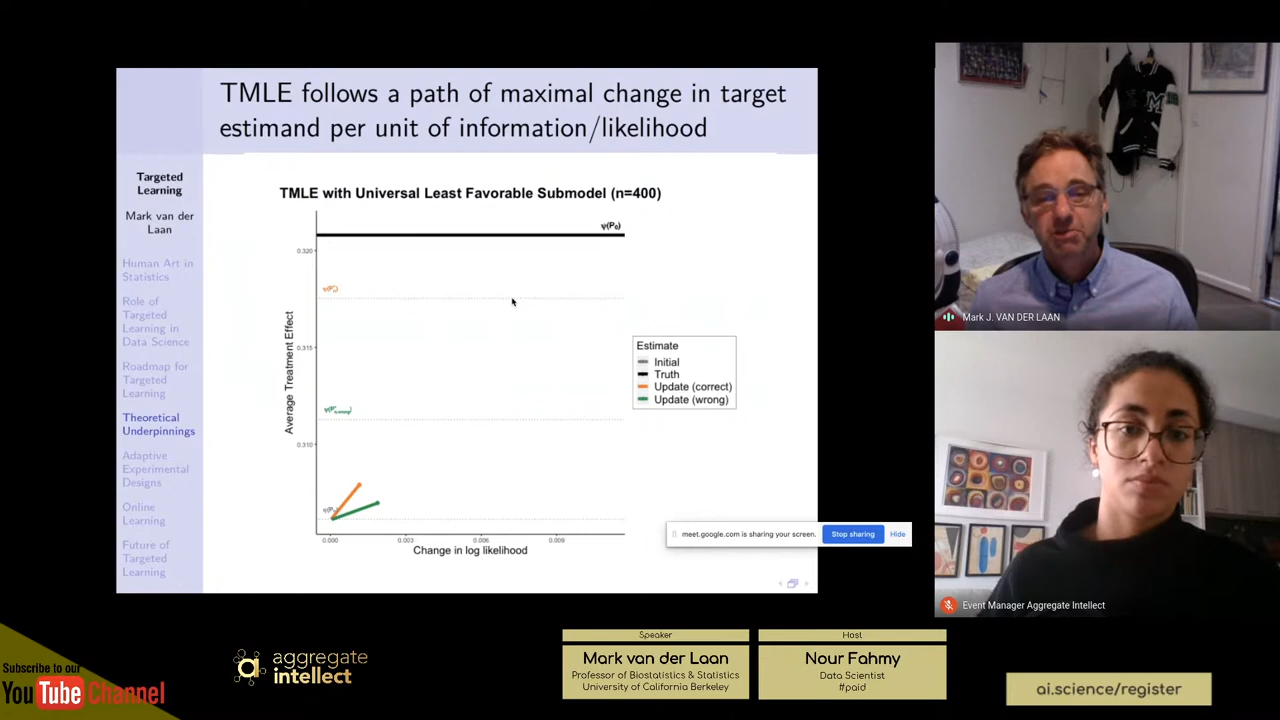 TMLE follows a path of maximal change in target
estimand per unit of information/likelihood
Targeted
Learning
Mark van der
Laan
Human Art in
Statistics
Role of
Targeted
Learning in
Data Science
Roadmap for
Targeted
Learning
Theoretical
Underpinnings
Adaptive
Experimental
Designs
Online
Learning
Future of
Targeted
Learning
TMLE with Universal Least Favorable Submodel (n=400)
ψ(P₀)
0.320
0.315
0.310
Average Treatment Effect
0.000
0.003
0.006
0.009
Change in log likelihood
Estimate
Initial
Truth
Update (correct)
Update (wrong)
meet.google.com is sharing your screen.
Stop sharing
Hide
M
Mark J. VAN DER LAAN
Event Manager Aggregate Intellect
Subscribe to our
YouTube Channel
a
aggregate
intellect
Speaker
Mark van der Laan
Professor of Biostatistics & Statistics
University of California Berkeley
Host
Nour Fahmy
Data Scientist
#paid
ai.science/register